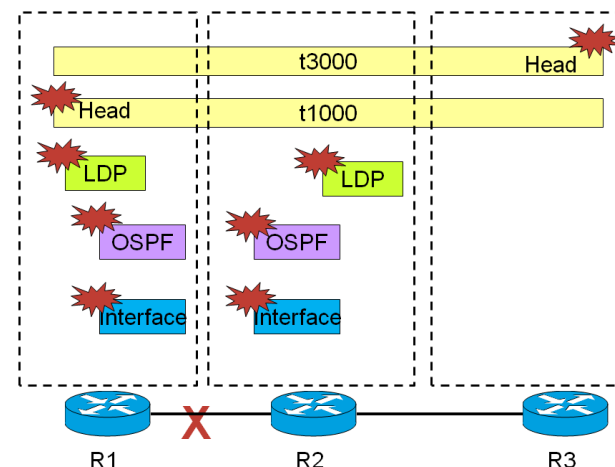 t3000
Head
Head
t1000
LDP
LDP
OSPF
OSPF
Interface
Interface
X
R1
R2
R3